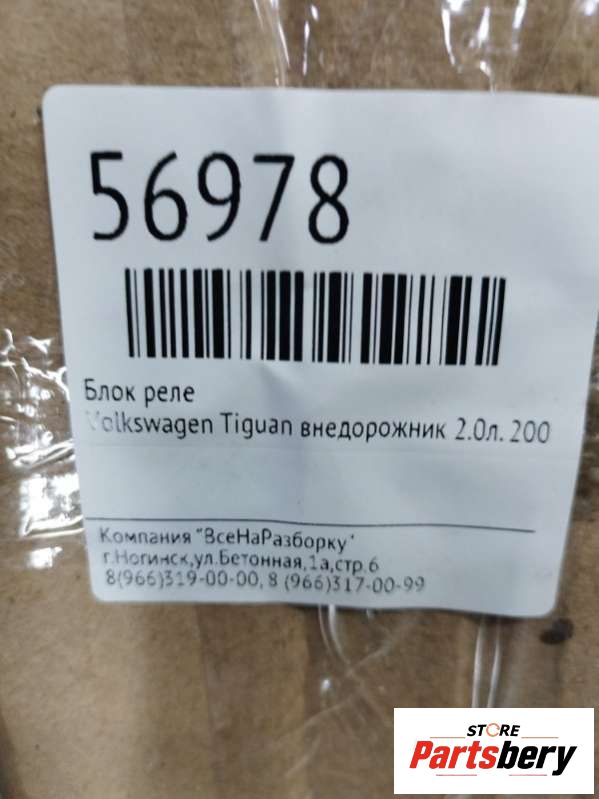 56978
Блок реле
Volkswagen Tiguan внедорожник 2.0л. 200
Компания "ВсеНаРазборку"
г.Ногинск,ул.Бетонная,1а,стр.6
8(966)319-00-00, 8 (966)317-00-99
STORE
Partsbery